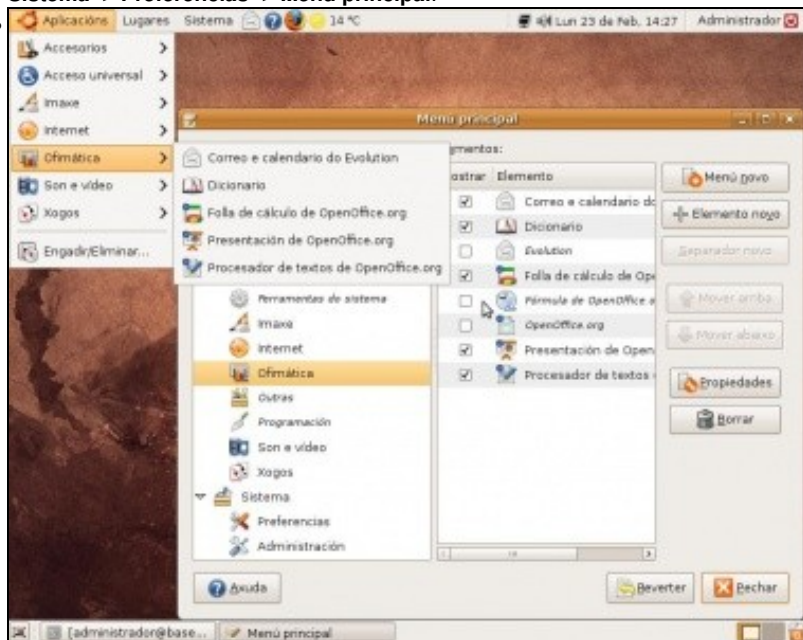 Sistema → Preferencias → Menú principal.
Aplicacións Lugares Sistema 14 ℃ Lun 23 de Feb, 14:27 Administrador
Accesorios
Acceso universal
Imaxe
Internet
Ofimática
Son e vídeo
Xogos
Engadir/Eliminar...
Correo e calendario do Evolution
Dicionario
Folla de cálculo de OpenOffice.org
Presentación de OpenOffice.org
Procesador de textos de OpenOffice.org
Menú principal
Ferramentas do sistema
Imaxe
Internet
Ofimática
Outras
Programación
Son e vídeo
Xogos
Sistema
Preferencias
Administración
Elemento
Correo e calendario do
Dicionario
Evolution
Folla de cálculo de Ope
Fórmula de OpenOffice
OpenOffice.org
Presentación de Open
Procesador de textos
Menú novo
Elemento novo
Separador novo
Mover arriba
Mover abaixo
Propiedades
Borrar
Axuda
Reverter
Pechar
[administrador@base...
Menú principal